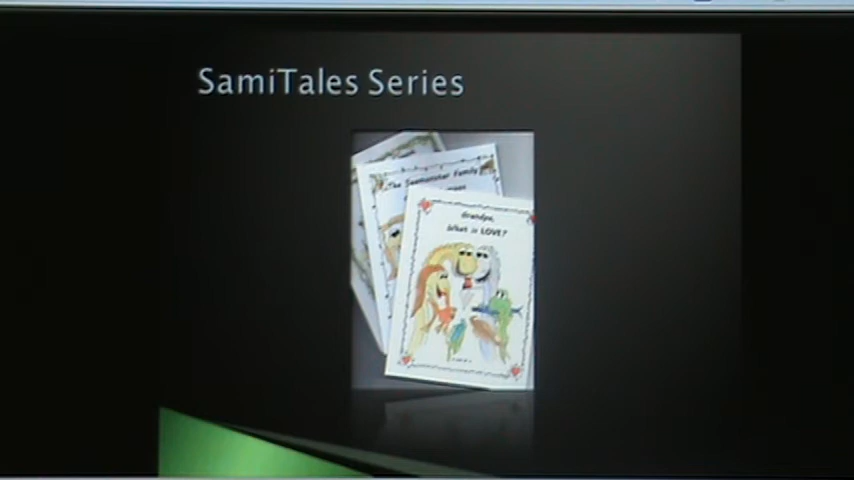 SamiTales Series
The Seamonster Family
Grandpa,
What is LOVE?